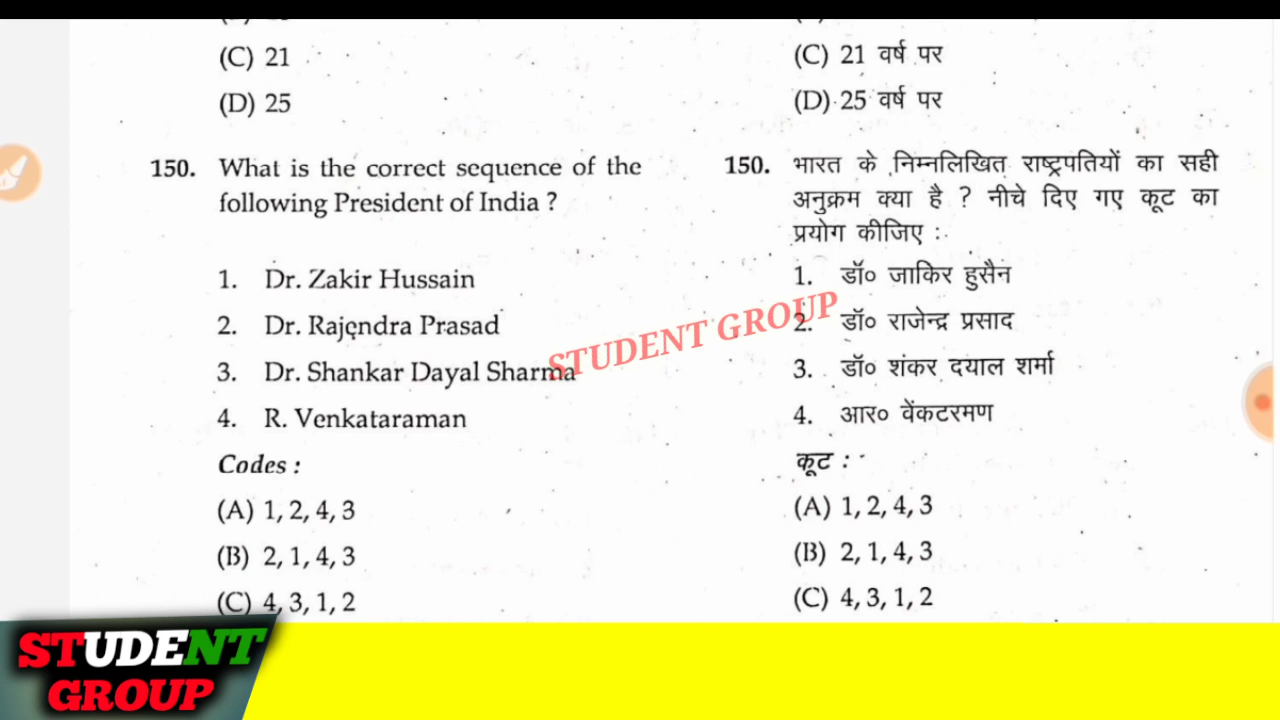 (C) 21
(D) 25
150. What is the correct sequence of the
following President of India ?
1. Dr. Zakir Hussain
2. Dr. Rajendra Prasad
3. Dr. Shankar Dayal Sharma
4. R. Venkataraman
Codes :
(A) 1, 2, 4, 3
(B) 2, 1, 4, 3
(C) 4, 3, 1, 2
(C) 21 वर्ष पर
(D) 25 वर्ष पर
150. भारत के निम्नलिखित राष्ट्रपतियों का सही
अनुक्रम क्या है ? नीचे दिए गए कूट का
प्रयोग कीजिए :
1. डॉ० जाकिर हुसैन
2. डॉ० राजेन्द्र प्रसाद
3. डॉ० शंकर दयाल शर्मा
4. आर० वेंकटरमण
कूट :
(A) 1, 2, 4, 3
(B) 2, 1, 4, 3
(C) 4, 3, 1, 2
STUDENT GROUP
STUDENT
GROUP